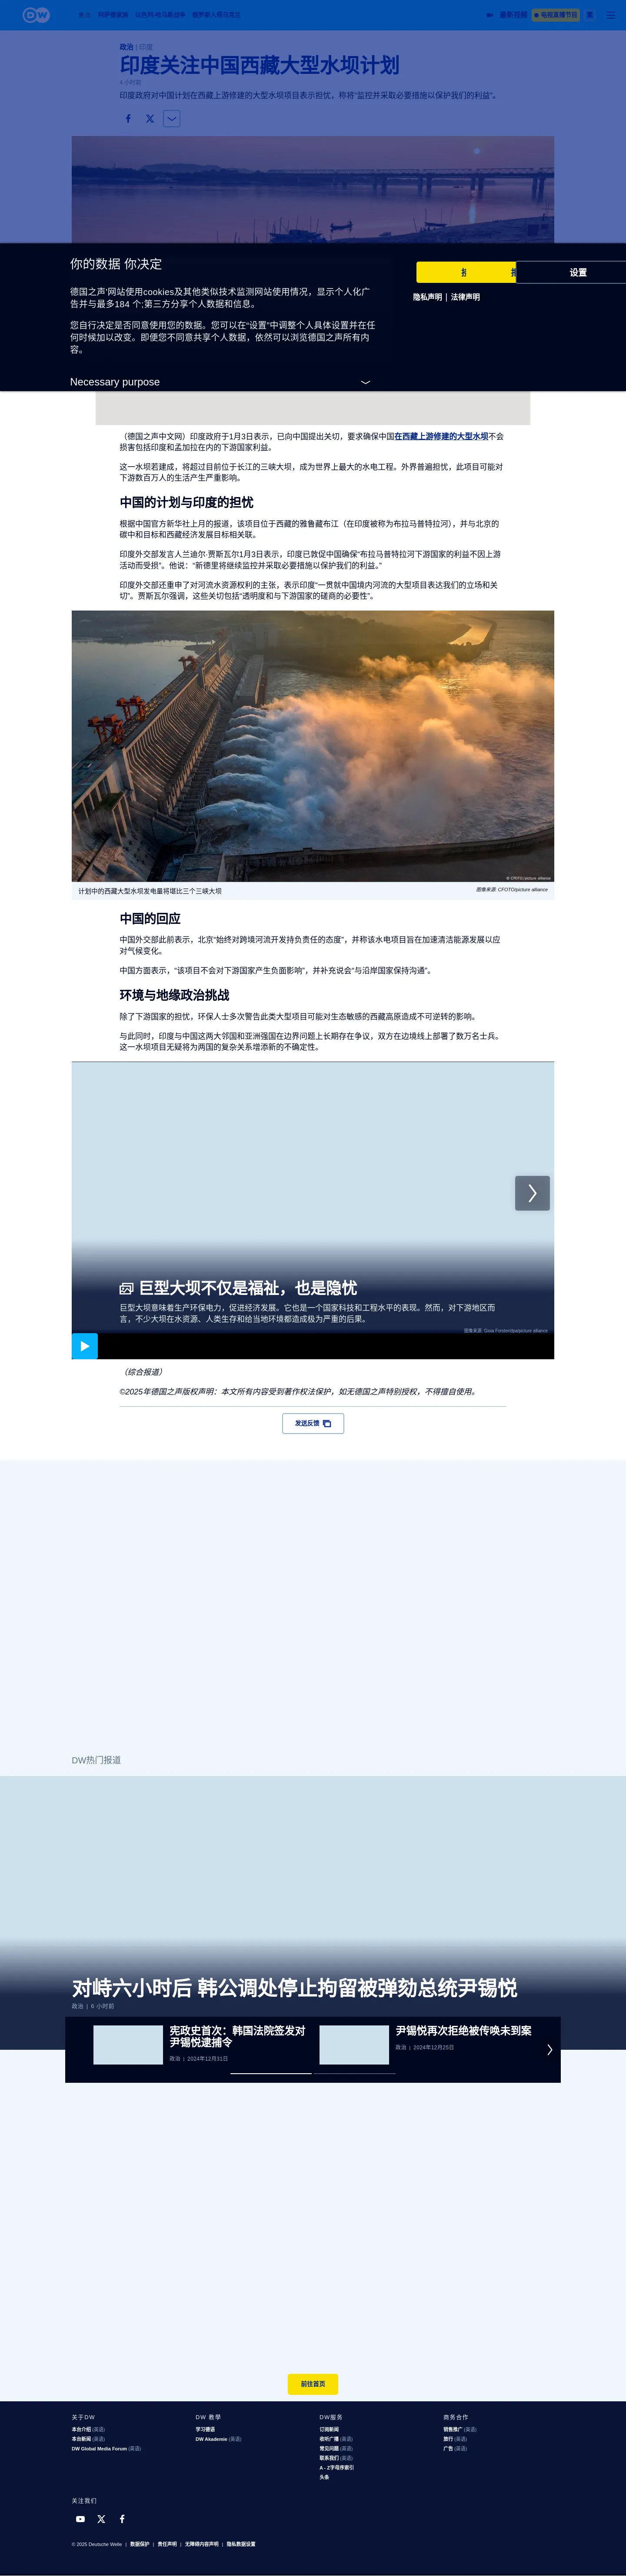 DW
最新视频
电视直播节目
政治 | 印度
印度关注中国西藏大型水坝计划
4 小时前
印度政府对中国计划在西藏上游修建的大型水坝项目表示担忧，称将“监控并采取必要措施以保护我们的利益”。
你的数据 你决定
设置
隐私声明 | 法律声明
德国之声'网站使用cookies及其他类似技术监测网站使用情况，显示个人化广
告并与最多184 个;第三方分享个人数据和信息。
您自行决定是否同意使用您的数据。您可以在“设置”中调整个人具体设置并在任
何时候加以改变。即便您不同意共享个人数据，依然可以浏览德国之声所有内
容。
Necessary purpose
（德国之声中文网）印度政府于1月3日表示，已向中国提出关切，要求确保中国在西藏上游修建的大型水坝不会
损害包括印度和孟加拉在内的下游国家利益。
这一水坝若建成，将超过目前位于长江的三峡大坝，成为世界上最大的水电工程。外界普遍担忧，此项目可能对
下游数百万人的生活产生严重影响。
中国的计划与印度的担忧
根据中国官方新华社上月的报道，该项目位于西藏的雅鲁藏布江（在印度被称为布拉马普特拉河），并与北京的
碳中和目标和西藏经济发展目标相关联。
印度外交部发言人兰迪尔·贾斯瓦尔1月3日表示，印度已敦促中国确保“布拉马普特拉河下游国家的利益不因上游
活动而受损”。他说：“新德里将继续监控并采取必要措施以保护我们的利益。”
印度外交部还重申了对河流水资源权利的主张，表示印度“一贯就中国境内河流的大型项目表达我们的立场和关
切”。贾斯瓦尔强调，这些关切包括“透明度和与下游国家的磋商的必要性”。
© CFOTO/picture alliance
计划中的西藏大型水坝发电量将堪比三个三峡大坝
图像来源: CFOTO/picture alliance
中国的回应
中国外交部此前表示，北京“始终对跨境河流开发持负责任的态度”，并称该水电项目旨在加速清洁能源发展以应
对气候变化。
中国方面表示，“该项目不会对下游国家产生负面影响”，并补充说会“与沿岸国家保持沟通”。
环境与地缘政治挑战
除了下游国家的担忧，环保人士多次警告此类大型项目可能对生态敏感的西藏高原造成不可逆转的影响。
与此同时，印度与中国这两大邻国和亚洲强国在边界问题上长期存在争议，双方在边境线上部署了数万名士兵。
这一水坝项目无疑将为两国的复杂关系增添新的不确定性。
巨型大坝不仅是福祉，也是隐忧
巨型大坝意味着生产环保电力，促进经济发展。它也是一个国家科技和工程水平的表现。然而，对下游地区而
言，不少大坝在水资源、人类生存和给当地环境都造成极为严重的后果。
（综合报道）
©2025年德国之声版权声明：本文所有内容受到著作权法保护，如无德国之声特别授权，不得擅自使用。
发送反馈
DW热门报道
对峙六小时后 韩公调处停止拘留被弹劾总统尹锡悦
政治 | 6 小时前
宪政史首次：韩国法院签发对
尹锡悦逮捕令
政治 | 2024年12月31日
尹锡悦再次拒绝被传唤未到案
政治 | 2024年12月25日
前往首页
关于DW
本台介绍 (英语)
本台新闻 (英语)
DW Global Media Forum (英语)
DW 教学
学习德语
DW Akademie (英语)
DW服务
订阅新闻
收听广播 (英语)
常见问题 (英语)
联系我们 (英语)
A - Z字母序索引
头条
商务合作
销售推广 (英语)
旅行 (英语)
广告 (英语)
关注我们
© 2025 Deutsche Welle | 数据保护 | 责任声明 | 无障碍内容声明 | 隐私数据设置